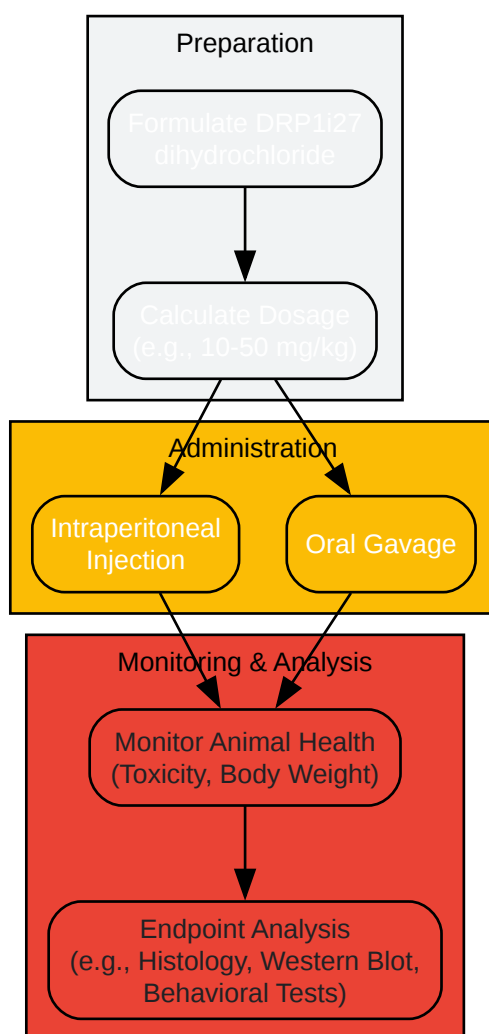 Preparation
Formulate DRP1i27
dihydrochloride
Calculate Dosage
(e.g., 10-50 mg/kg)
Administration
Intraperitoneal
Injection
Oral Gavage
Monitoring & Analysis
Monitor Animal Health
(Toxicity, Body Weight)
Endpoint Analysis
(e.g., Histology, Western Blot,
Behavioral Tests)